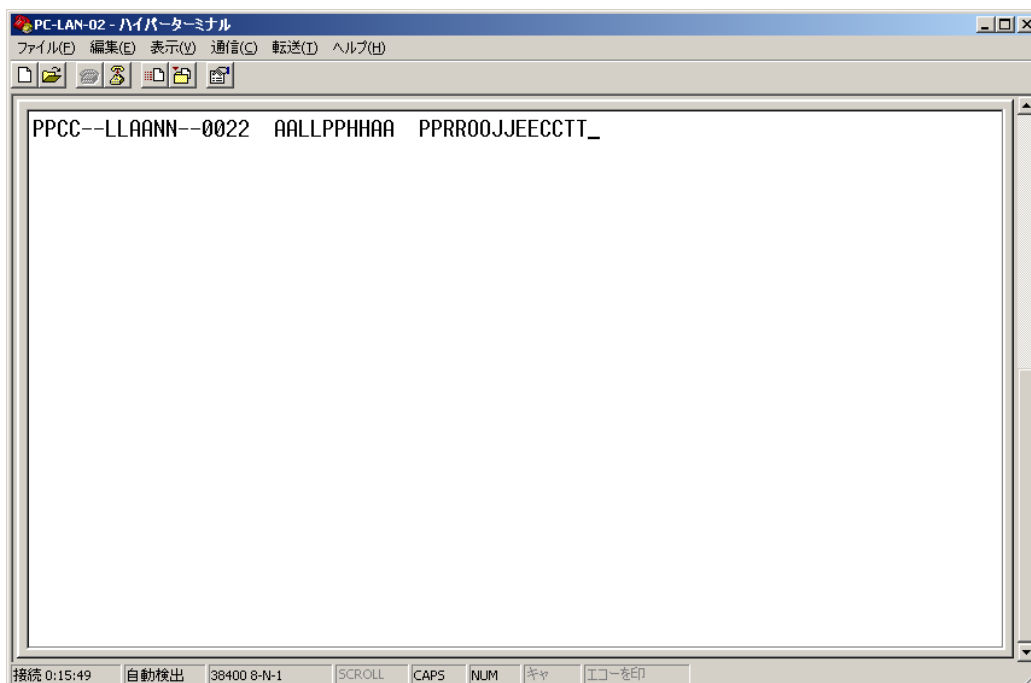 PC-LAN-02 - ハイパーターミナル
ファイル(F) 編集(E) 表示(V) 通信(C) 転送(T) ヘルプ(H)
PPCC--LLAANN--0022  AALLPPHHAA  PPRROOJJEECCTT_
接続 0:15:49 自動検出 38400 8-N-1 SCROLL CAPS NUM キャ エコーを印